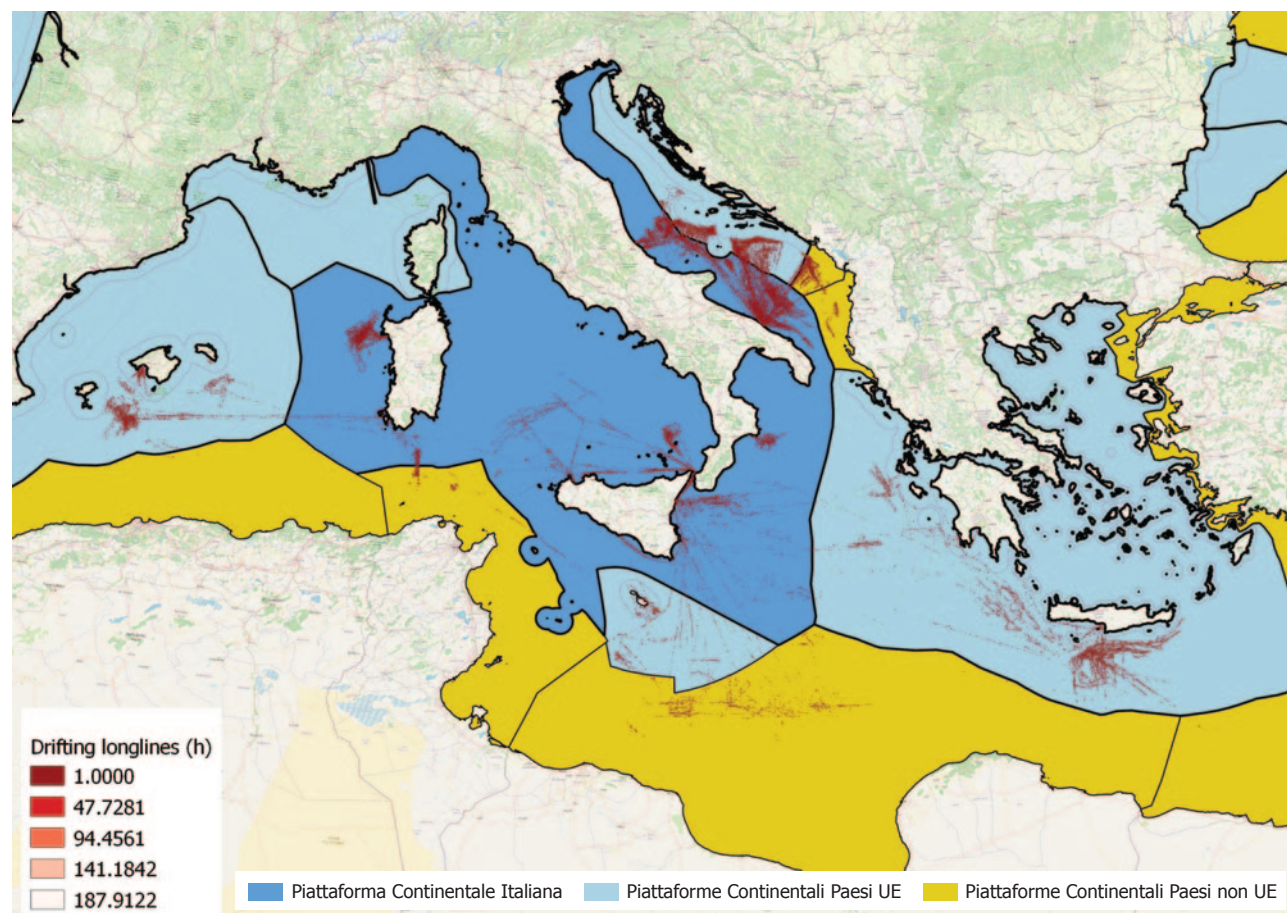 Drifting longlines (h)
1.0000
47.7281
94.4561
141.1842
187.9122
Piattaforma Continentale Italiana
Piattaforme Continentali Paesi UE
Piattaforme Continentali Paesi non UE